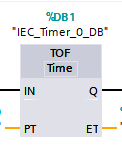 %DB1
"IEC_Timer_0_DB"
TOF
Time
IN Q
PT ET